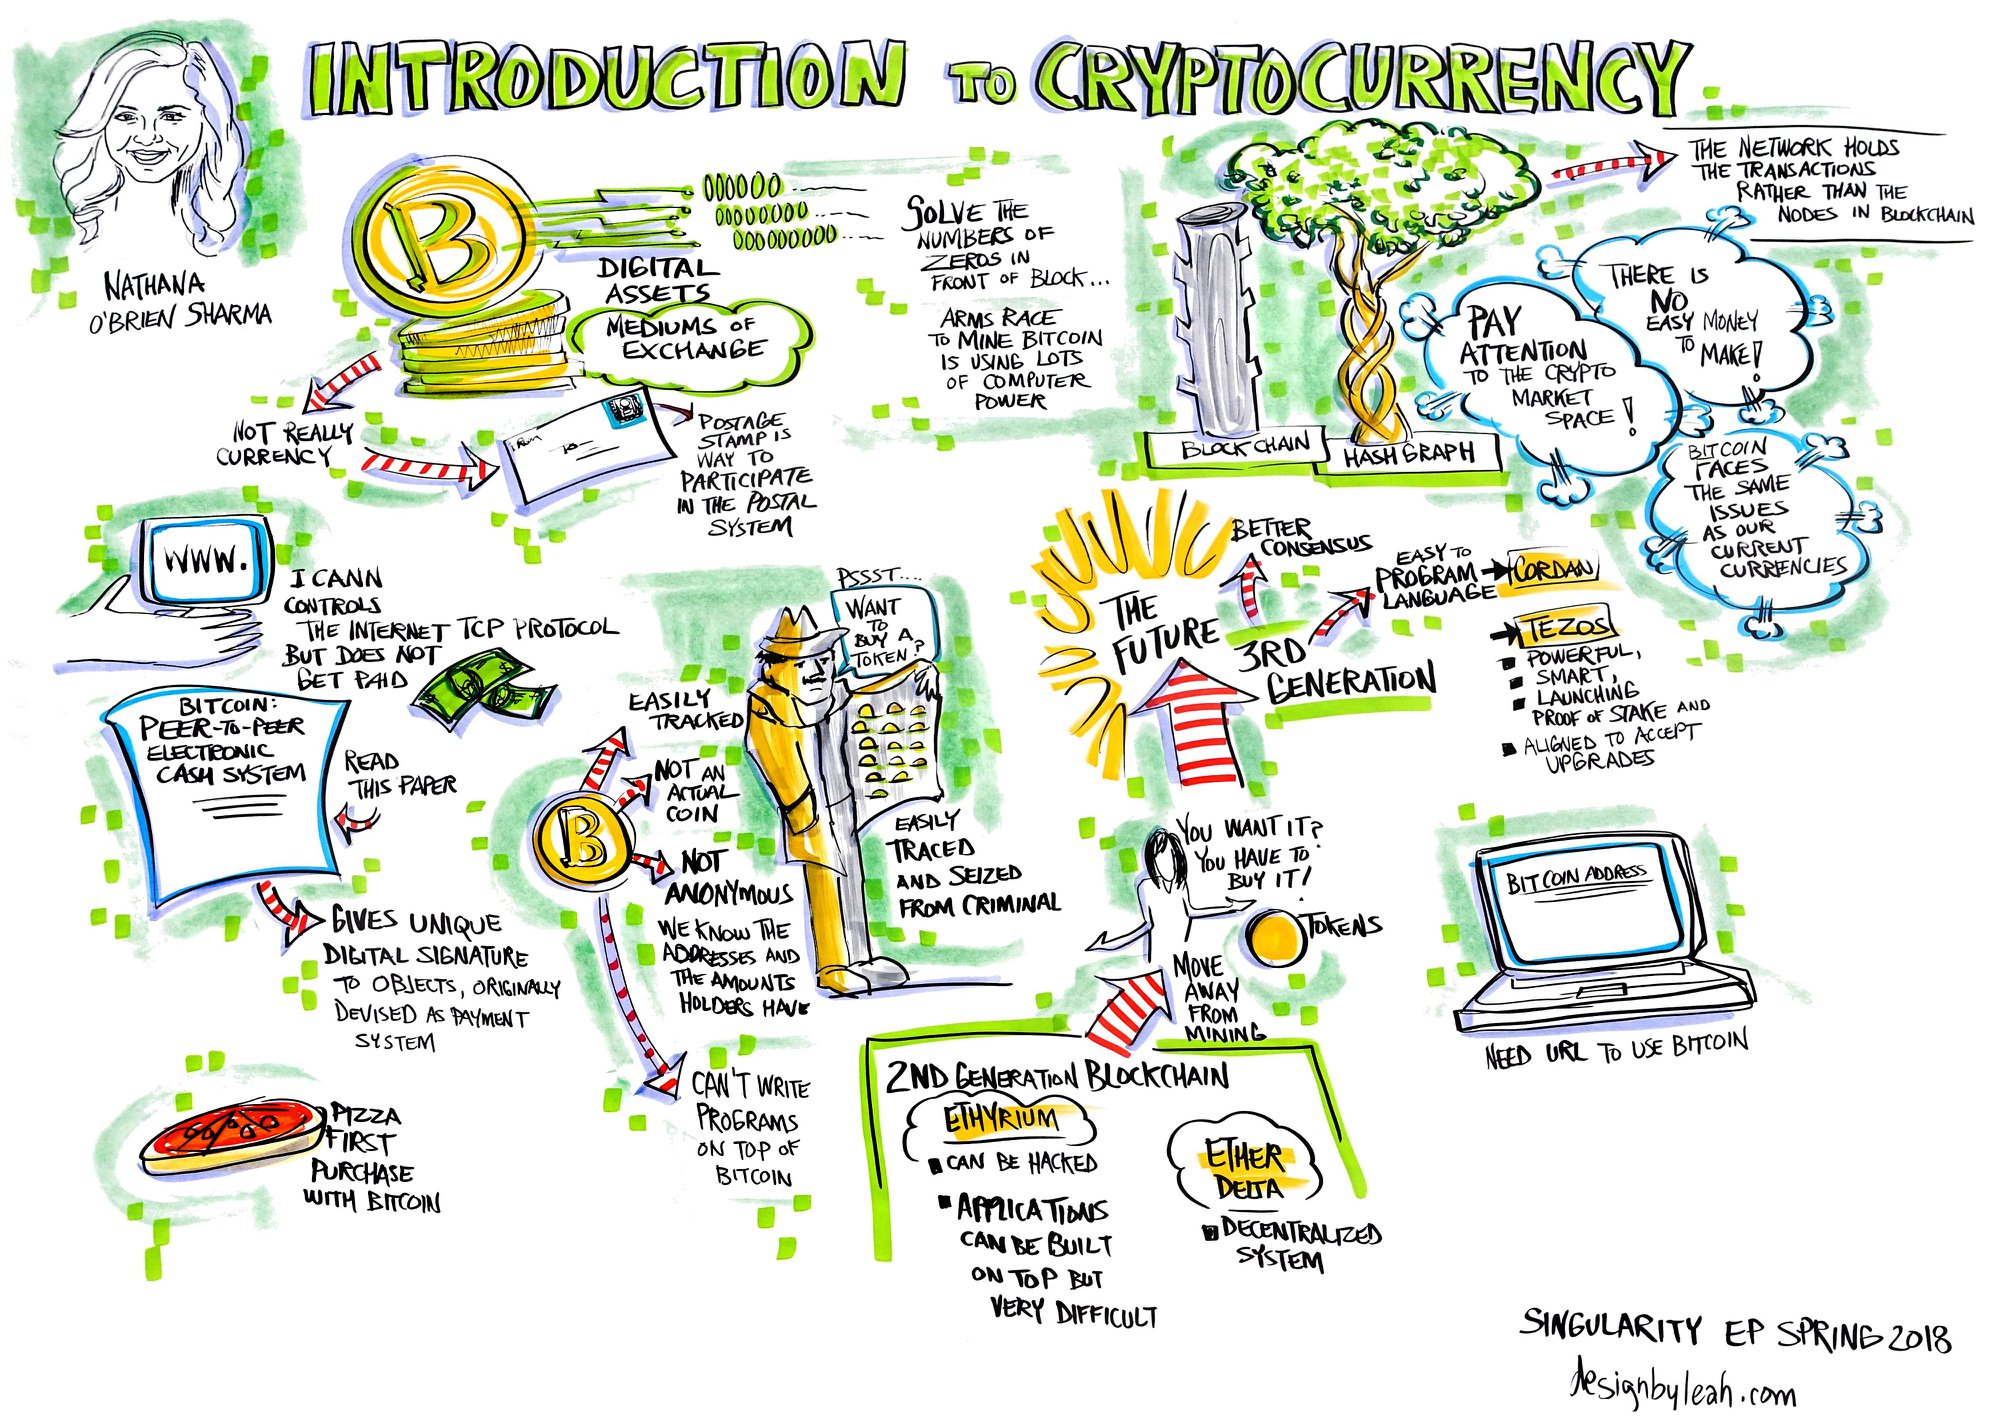 INTRODUCTION TO CRYPTOCURRENCY
NATHANA
O'BRIEN SHARMA
B
000000
00000000
000000000
DIGITAL
ASSETS
MEDIUMS OF
EXCHANGE
SOLVE THE
NUMBERS OF
ZEROS IN
FRONT OF BLOCK...
ARMS RACE
TO MINE BITCOIN
IS USING LOTS
OF COMPUTER
POWER
NOT REALLY
CURRENCY
POSTAGE
STAMP IS
WAY TO
PARTICIPATE
IN THE POSTAL
SYSTEM
BLOCKCHAIN
HASHGRAPH
THE NETWORK HOLDS
THE TRANSACTIONS
RATHER THAN THE
NODES IN BLOCKCHAIN
THERE IS
NO
EASY MONEY
TO
MAKE!
PAY
ATTENTION
TO THE CRYPTO
MARKET
SPACE!
BITCOIN
FACES
THE SAME
ISSUES
AS OUR
CURRENT
CURRENCIES
WWW.
I CANN
CONTROLS
THE INTERNET TCP PROTOCOL
BUT DOES NOT
GET PAID
BITCOIN:
PEER-TO-PEER
ELECTRONIC
CASH SYSTEM
READ
THIS PAPER
GIVES UNIQUE
DIGITAL SIGNATURE
TO OBJECTS, ORIGINALLY
DEVISED AS PAYMENT
SYSTEM
PIZZA
FIRST
PURCHASE
WITH BITCOIN
B
EASILY
TRACKED
NOT AN
ACTUAL
COIN
NOT
ANONYMOUS
WE KNOW THE
ADDRESSES AND
THE AMOUNTS
HOLDERS HAVE
CAN'T WRITE
PROGRAMS
ON TOP OF
BITCOIN
PSSST....
WANT
TO
BUY A
TOKEN?
EASILY
TRACED
AND SEIZED
FROM CRIMINAL
THE
FUTURE
BETTER
CONSENSUS
3RD
GENERATION
EASY TO
PROGRAM
LANGUAGE
CORDAN
TEZOS
POWERFUL,
SMART,
LAUNCHING
PROOF OF STAKE AND
ALIGNED TO ACCEPT
UPGRADES
YOU WANT IT?
YOU HAVE TO
BUY IT!
TOKENS
MOVE
AWAY
FROM
MINING
2ND GENERATION BLOCKCHAIN
ETHYRIUM
CAN BE HACKED
APPLICATIONS
CAN BE BUILT
ON TOP BUT
VERY DIFFICULT
ETHER
DELTA
DECENTRALIZED
SYSTEM
BITCOIN ADDRESS
NEED URL TO USE BITCOIN
SINGULARITY EP SPRING 2018
designbyleah.com